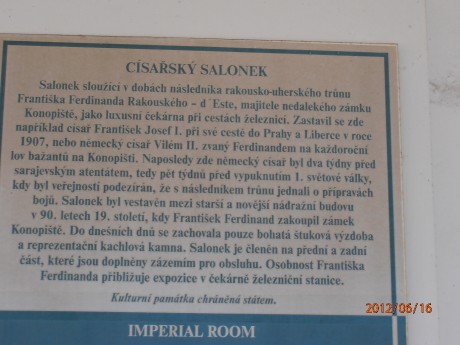 CÍSAŘSKÝ SALONEK
Salonek sloužící v dobách následníka rakousko-uherského trůnu
Františka Ferdinanda Rakouského – d´Este, majitele nedalekého zámku
Konopiště, jako luxusní čekárna při cestách železnicí. Zastavil se zde
například císař František Josef I. při své cestě do Prahy a Liberce v roce
1907, nebo německý císař Vilém II. zvaný Ferdinandem na každoroční
lov bažantů na Konopišti. Naposledy zde německý císař byl dva týdny před
sarajevským atentátem, tedy pět týdnů před vypuknutím 1. světové války,
kdy byl veřejností podezírán, že s následníkem trůnu jednali o přípravách
bojů. Salonek byl vestavěn mezi starší a novější nádražní budovu
v 90. letech 19. století, kdy František Ferdinand zakoupil zámek
Konopiště. Do dnešních dnů se zachovala pouze bohatá štuková výzdoba
a reprezentační kachlová kamna. Salonek je členěn na přední a zadní
část, které jsou doplněny zázemím pro obsluhu. Osobnost Františka
Ferdinanda přibližuje expozice v čekárně železniční stanice.
Kulturní památka chráněná státem.
2012/06/16
IMPERIAL ROOM